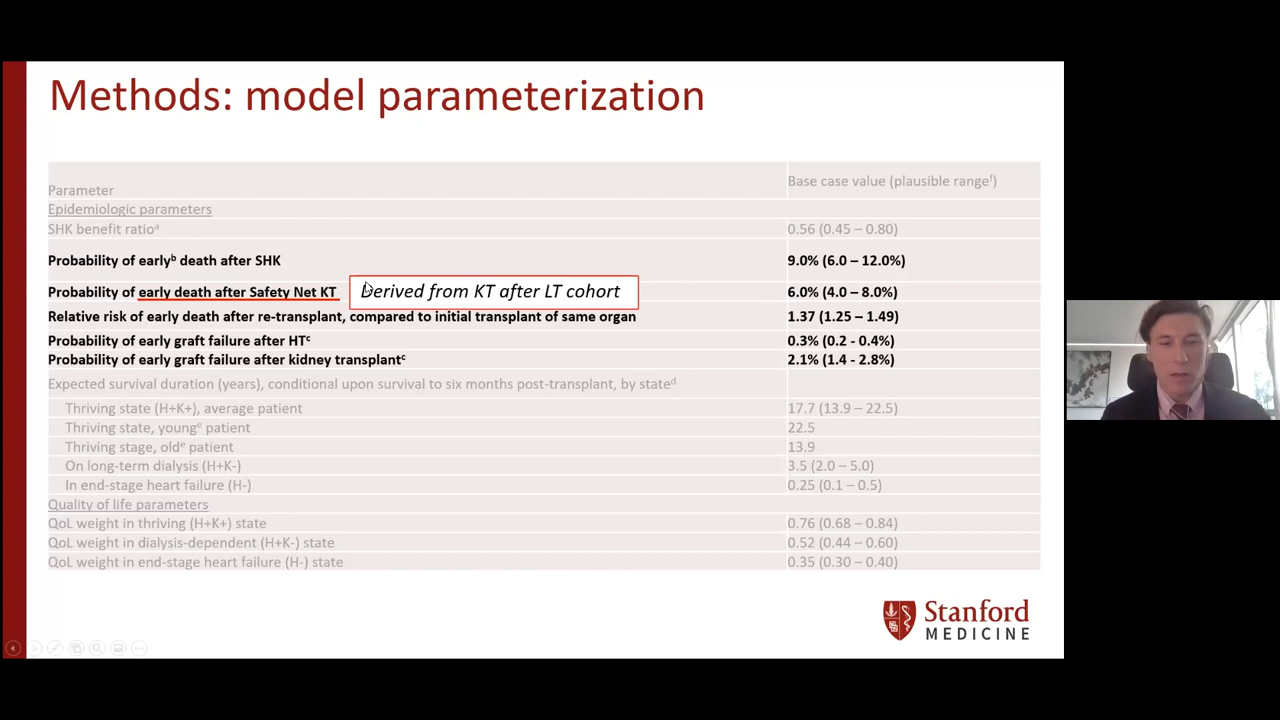 Methods: model parameterization
Parameter
Base case value (plausible rangeᶠ)
Epidemiologic parameters
SHK benefit ratioᵃ
0.56 (0.45 – 0.80)
Probability of earlyᵇ death after SHK
9.0% (6.0 – 12.0%)
Probability of early death after Safety Net KT
Derived from KT after LT cohort
6.0% (4.0 – 8.0%)
Relative risk of early death after re-transplant, compared to initial transplant of same organ
1.37 (1.25 – 1.49)
Probability of early graft failure after HTᶜ
0.3% (0.2 - 0.4%)
Probability of early graft failure after kidney transplantᶜ
2.1% (1.4 - 2.8%)
Expected survival duration (years), conditional upon survival to six months post-transplant, by stateᵈ
Thriving state (H+K+), average patient
17.7 (13.9 – 22.5)
Thriving state, youngᵉ patient
22.5
Thriving stage, oldᵉ patient
13.9
On long-term dialysis (H+K-)
3.5 (2.0 – 5.0)
In end-stage heart failure (H-)
0.25 (0.1 – 0.5)
Quality of life parameters
QoL weight in thriving (H+K+) state
0.76 (0.68 – 0.84)
QoL weight in dialysis-dependent (H+K-) state
0.52 (0.44 – 0.60)
QoL weight in end-stage heart failure (H-) state
0.35 (0.30 – 0.40)
Stanford
MEDICINE